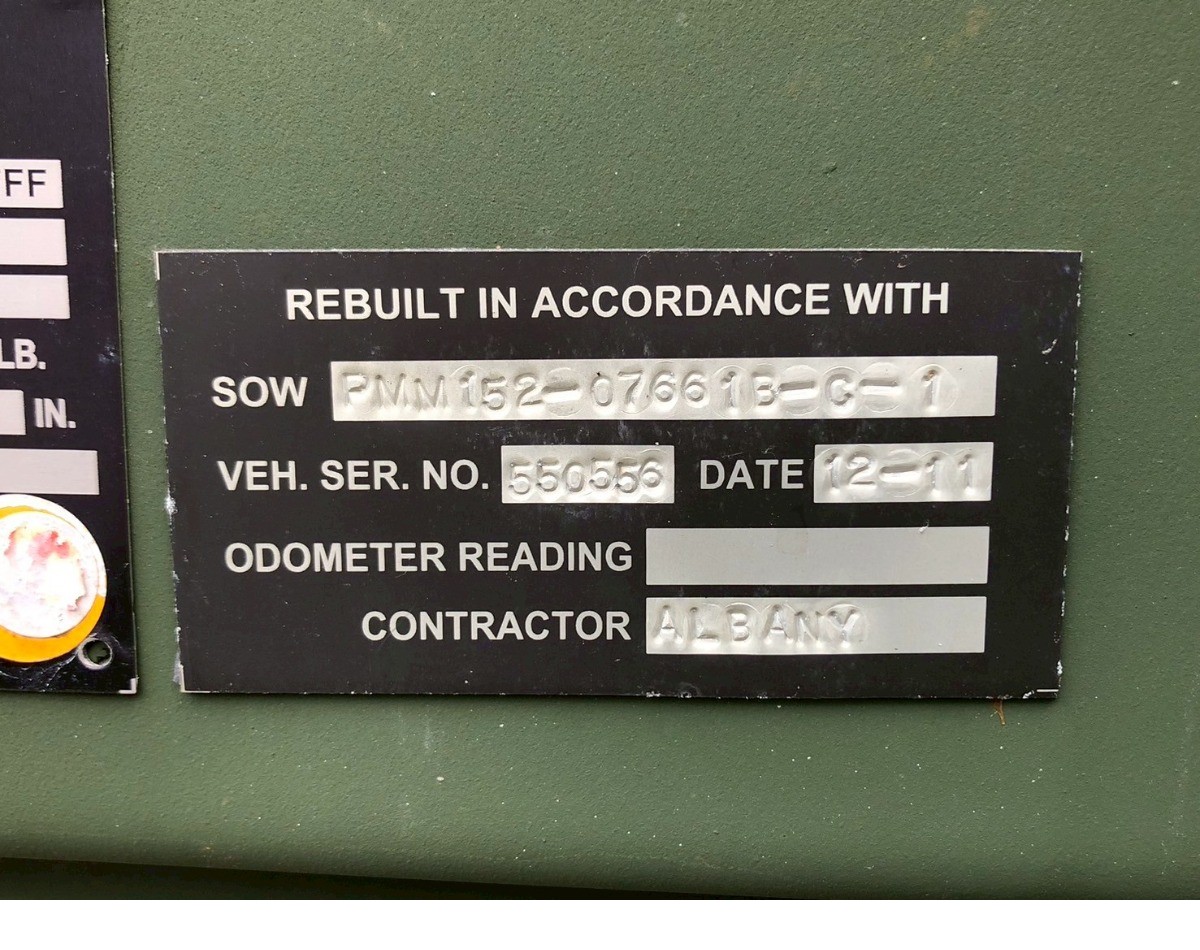 FF
LB.
IN.
REBUILT IN ACCORDANCE WITH
SOW PMM152-07661B-C-1
VEH. SER. NO. 550556 DATE 12-11
ODOMETER READING
CONTRACTOR ALBANY